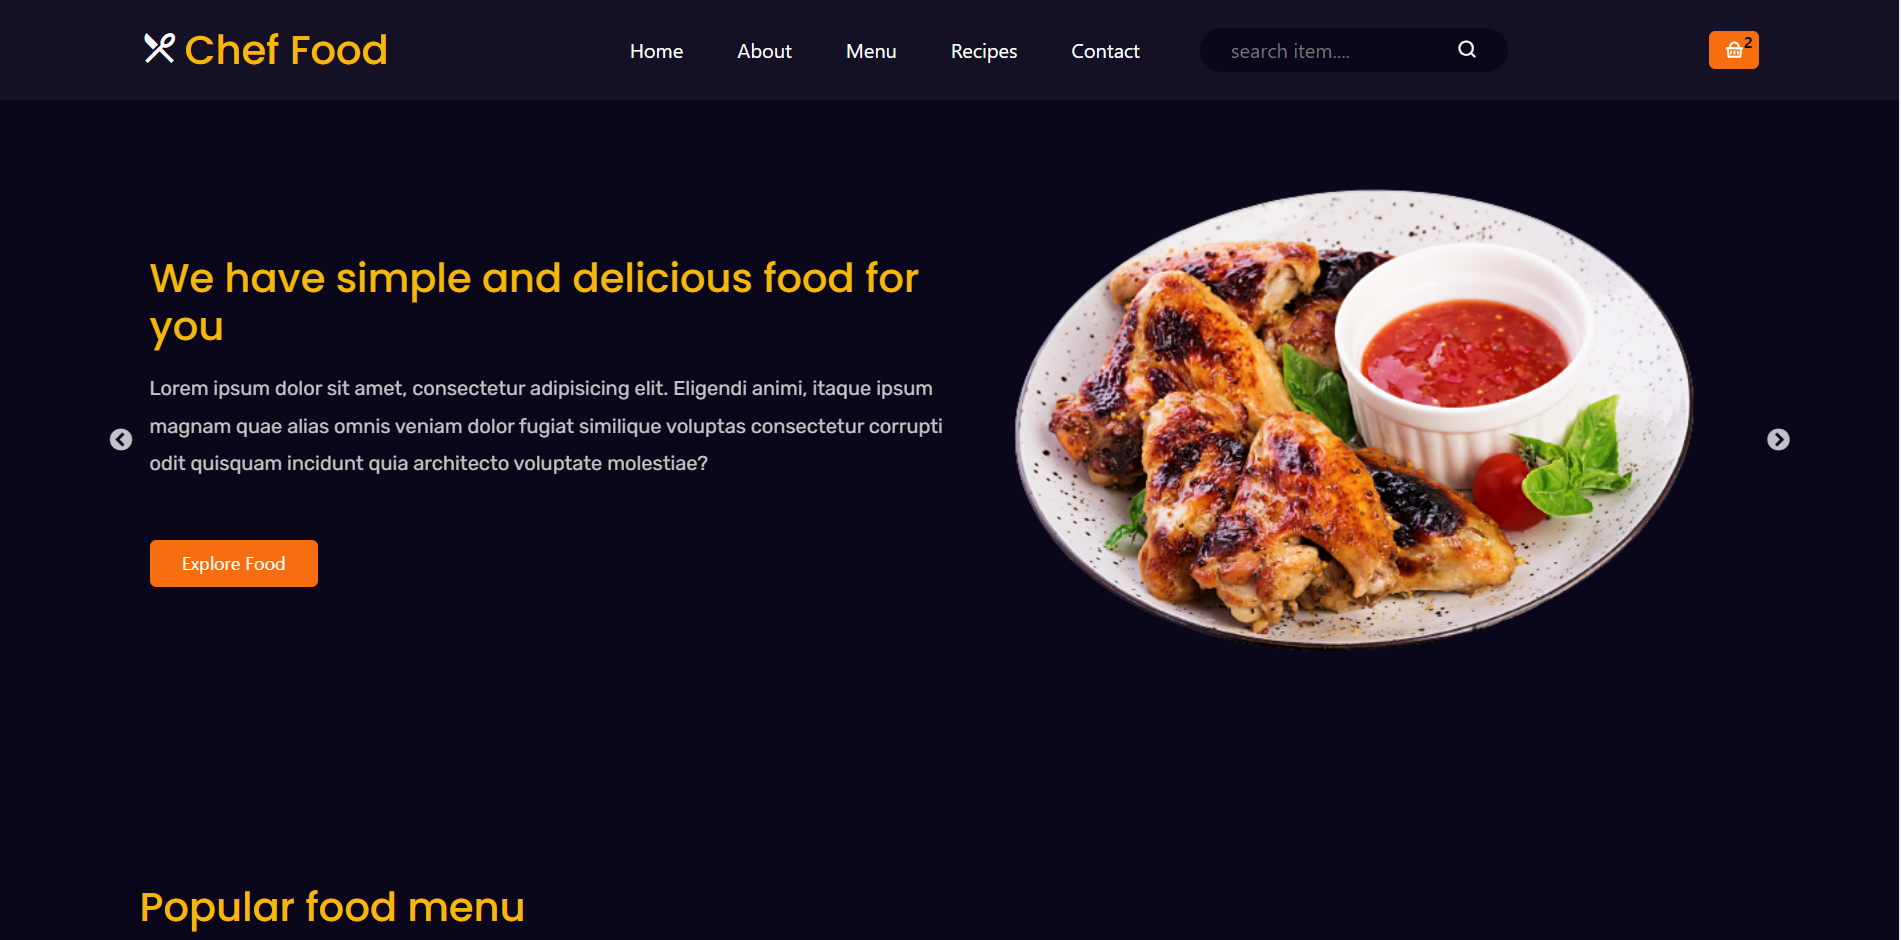 Chef Food
Home
About
Menu
Recipes
Contact
search item....
2
We have simple and delicious food for
you
Lorem ipsum dolor sit amet, consectetur adipisicing elit. Eligendi animi, itaque ipsum
magnam quae alias omnis veniam dolor fugiat similique voluptas consectetur corrupti
odit quisquam incidunt quia architecto voluptate molestiae?
Explore Food
Popular food menu